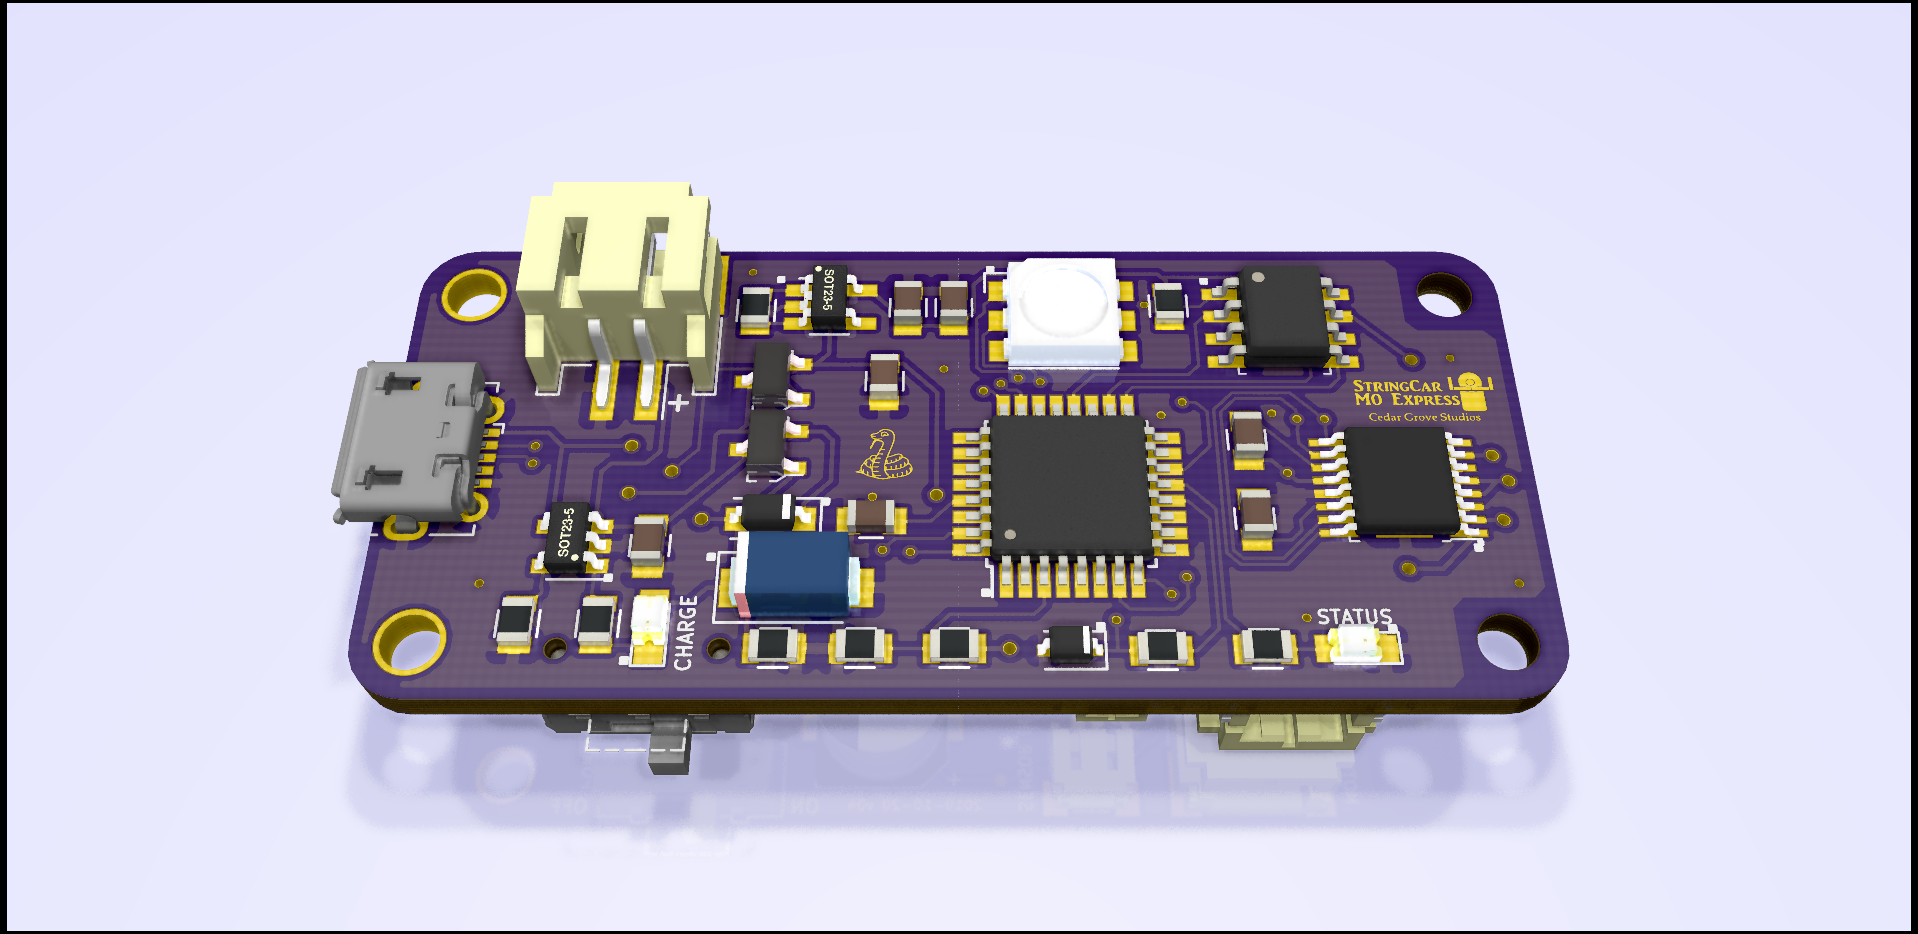 SOT23-5
+
STRINGCAR
M0 EXPRESS
Cedar Grove Studios
SOT23-5
CHARGE
STATUS